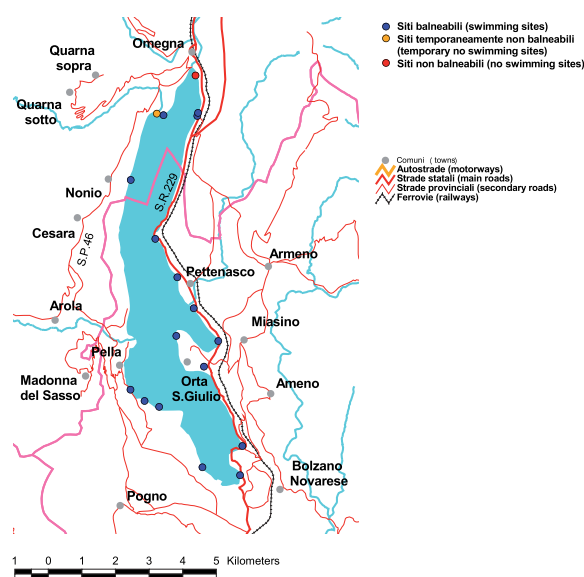 Omegna
Quarna
sopra
Quarna
sotto
Nonio
S.R.229
Cesara
S.P.46
Armeno
Pettenasco
Arola
Miasino
Pella
Madonna
del Sasso
Orta
S.Giulio
Ameno
Bolzano
Novarese
Pogno
Siti balneabili (swimming sites)
Siti temporaneamente non balneabili
(temporary no swimming sites)
Siti non balneabili (no swimming sites)
Comuni ( towns)
Autostrade (motorways)
Strade statali (main roads)
Strade provinciali (secondary roads)
Ferrovie (railways)
1 0 1 2 3 4 5 Kilometers